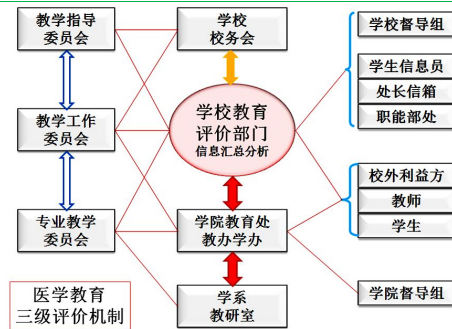 教学指导
委员会
学校
校务会
学校督导组
学生信息员
处长信箱
职能部处
教学工作
委员会
学校教育
评价部门
信息汇总分析
校外利益方
教师
学生
专业教学
委员会
学院教育处
教办学办
学院督导组
医学教育
三级评价机制
学系
教研室